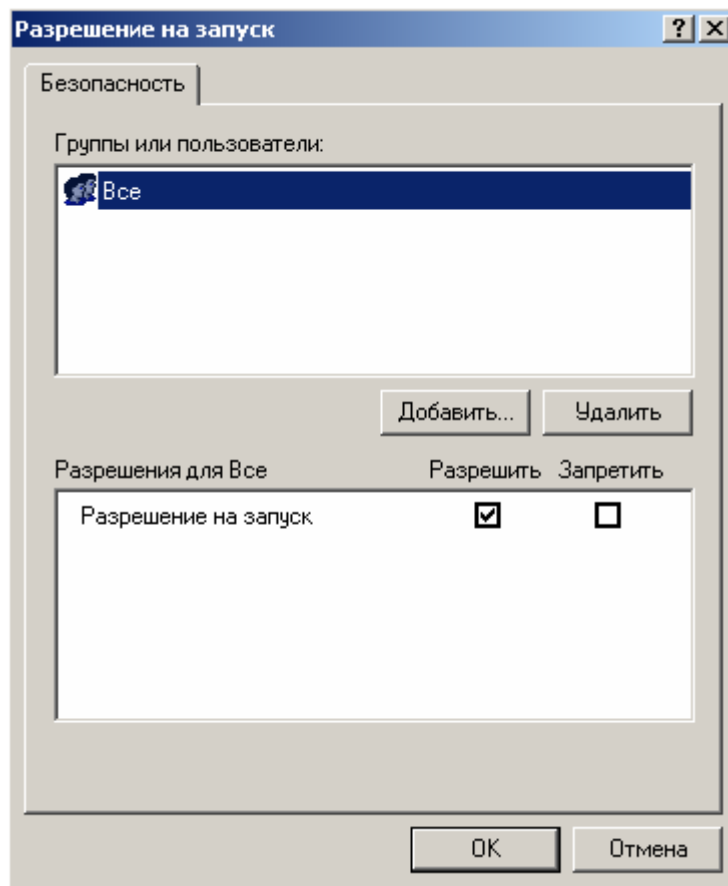 Разрешение на запуск
Безопасность
Группы или пользователи:
Все
Добавить... Удалить
Разрешения для Все Разрешить Запретить
Разрешение на запуск
OK Отмена